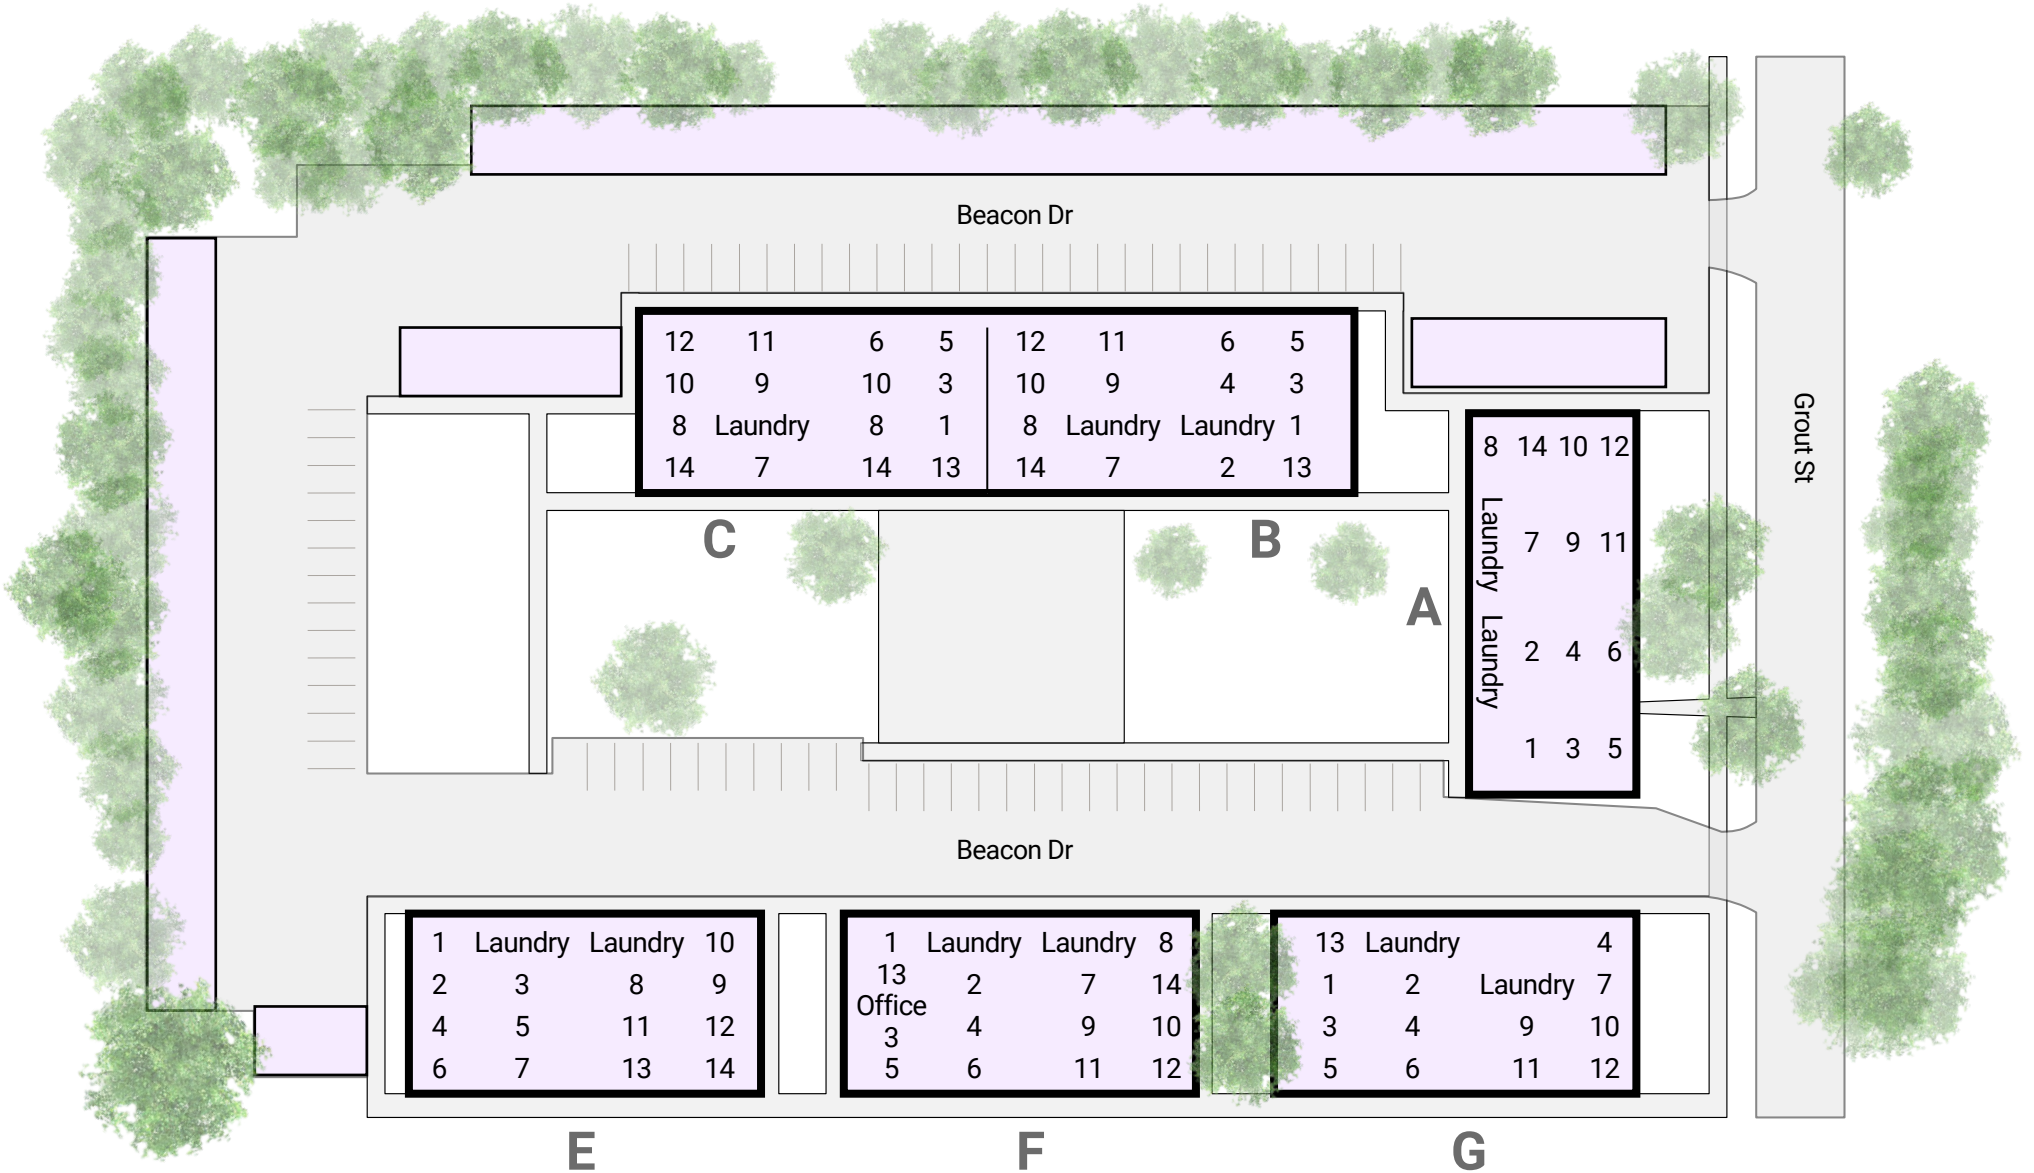 Beacon Dr
12 11 6 5 12 11 6 5
10 9 10 3 10 9 4 3
8 Laundry 8 1 8 Laundry Laundry 1
14 7 14 13 14 7 2 13
C
B
A
8 14 10 12
Laundry 7 9 11
Laundry 2 4 6
1 3 5
Grout St
Beacon Dr
1 Laundry Laundry 10
2 3 8 9
4 5 11 12
6 7 13 14
E
1 Laundry Laundry 8
13
Office
2 7 14
3
4 9 10
5 6 11 12
F
13 Laundry 4
1 2 Laundry 7
3 4 9 10
5 6 11 12
G